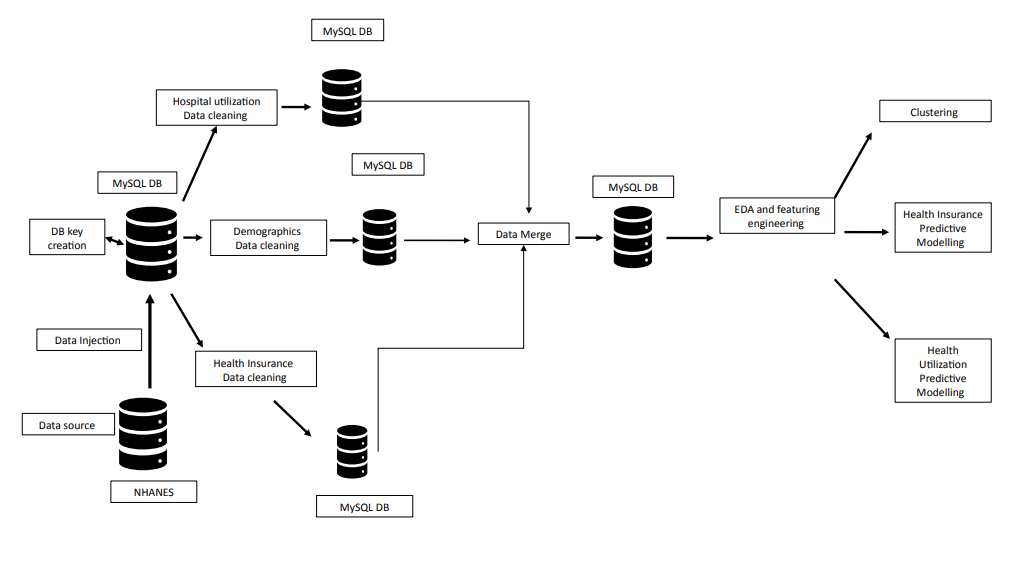 MySQL DB
Hospital utilization
Data cleaning
Clustering
MySQL DB
MySQL DB
MySQL DB
DB key
creation
Demographics
Data cleaning
Data Merge
EDA and featuring
engineering
Health Insurance
Predictive
Modelling
Data Injection
Health Insurance
Data cleaning
Health
Utilization
Predictive
Modelling
Data source
NHANES
MySQL DB